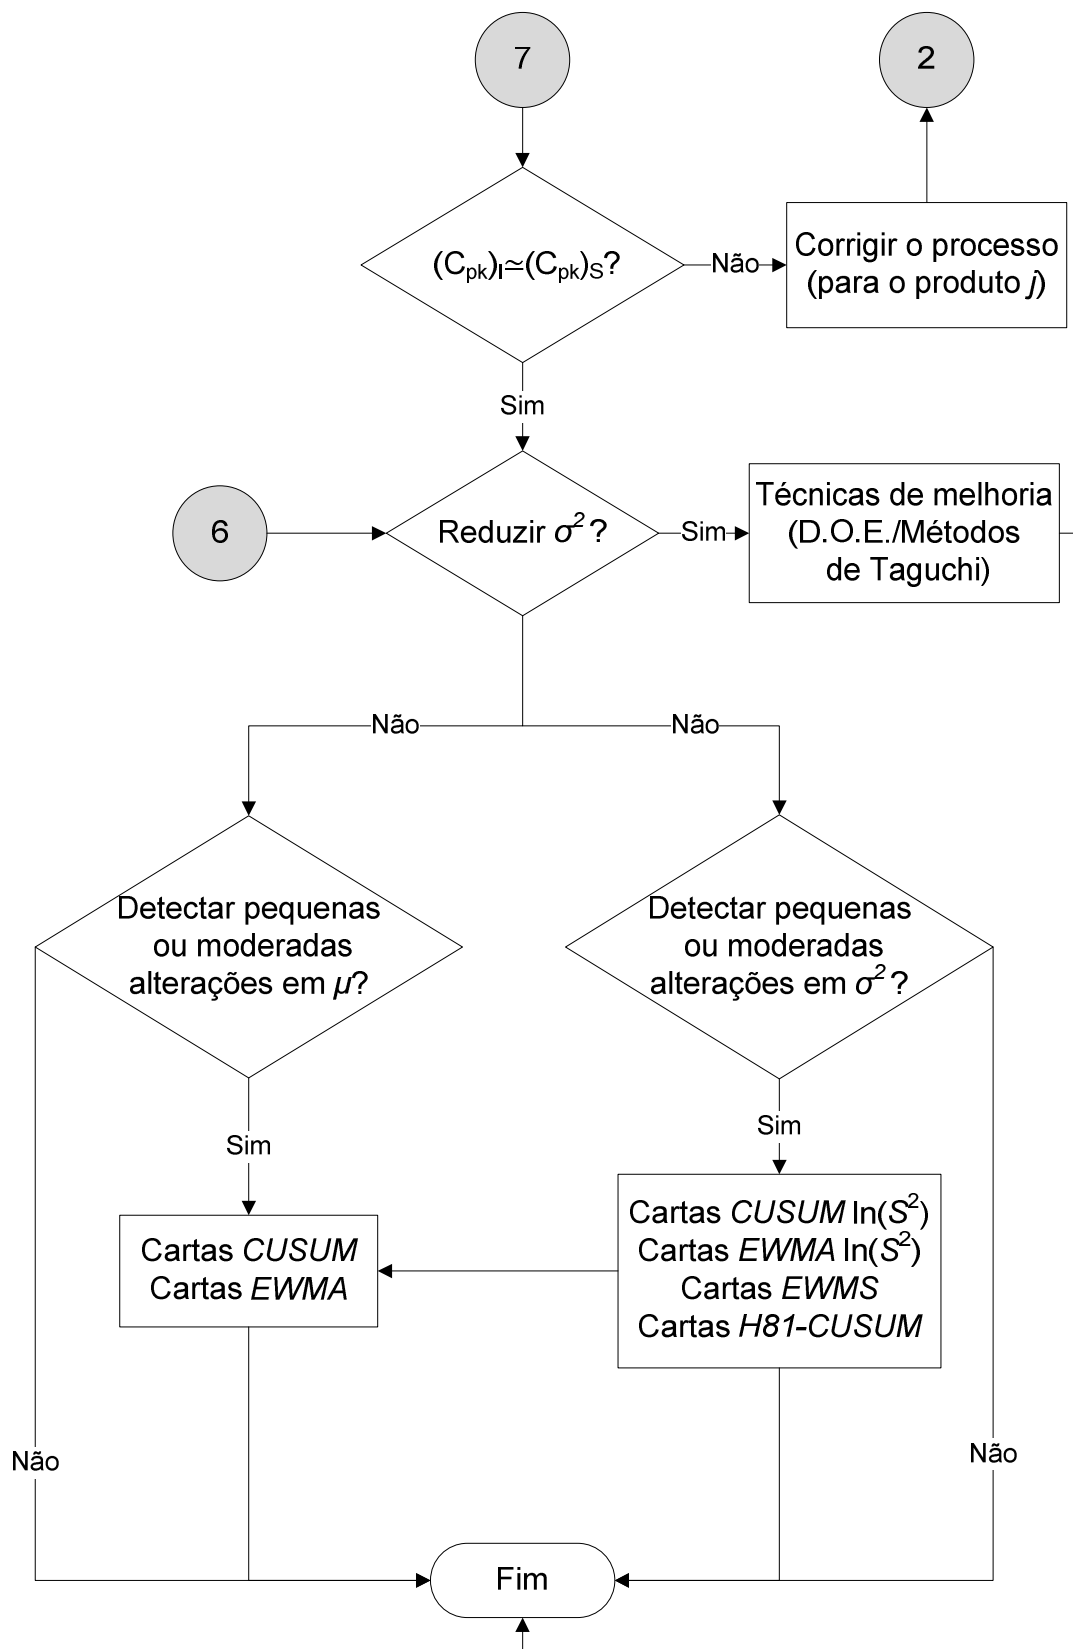 7
2
(Cpk)I≃(Cpk)S?
Não
Corrigir o processo
(para o produto j)
Sim
6
Reduzir σ²?
Sim
Técnicas de melhoria
(D.O.E./Métodos
de Taguchi)
Não
Não
Detectar pequenas
ou moderadas
alterações em μ?
Detectar pequenas
ou moderadas
alterações em σ²?
Sim
Sim
Cartas CUSUM
Cartas EWMA
Cartas CUSUM ln(S²)
Cartas EWMA ln(S²)
Cartas EWMS
Cartas H81-CUSUM
Não
Não
Fim